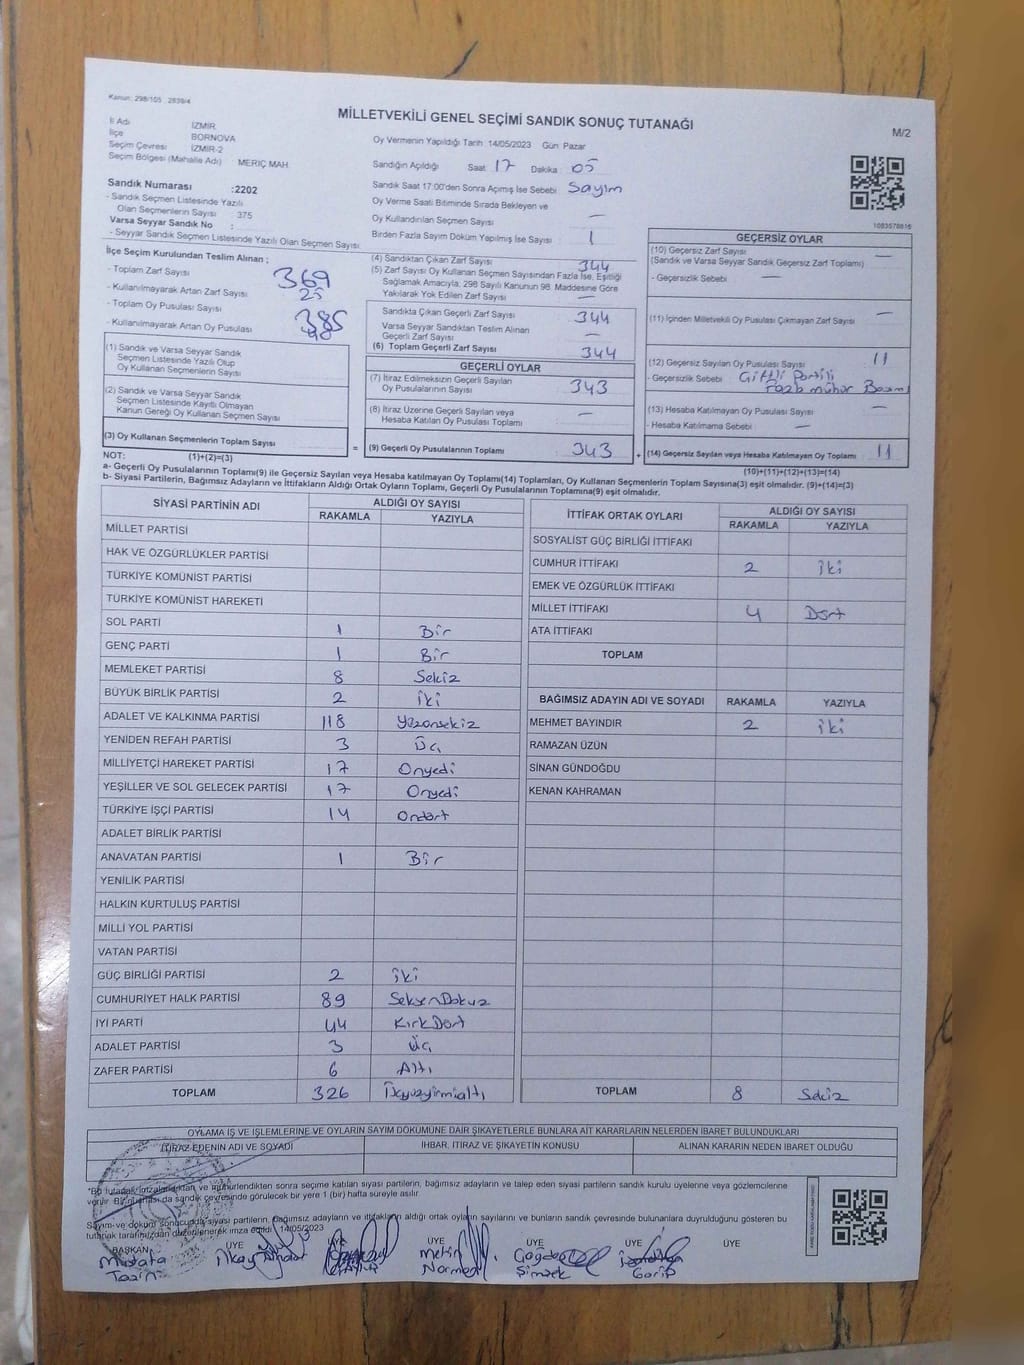 Kanun: 298/105 2839/4
MİLLETVEKİLİ GENEL SEÇİMİ SANDIK SONUÇ TUTANAĞI
M/2
İl Adı İZMİR
İlçe BORNOVA
Seçim Çevresi İZMİR-2
Seçim Bölgesi (Mahalle Adı) MERİÇ MAH.
Sandık Numarası :2202
- Sandık Seçmen Listesinde Yazılı
Olan Seçmenlerin Sayısı : 375
Varsa Seyyar Sandık No :
- Seyyar Sandık Seçmen Listesinde Yazılı Olan Seçmen Sayısı:
Oy Vermenin Yapıldığı Tarih 14/05/2023 Gün Pazar
Sandığın Açıldığı Saat 17 Dakika 05
Sandık Saat 17:00'den Sonra Açımış İse Sebebi Sayım
Oy Verme Saati Bitiminde Sırada Bekleyen ve
Oy Kullandırılan Seçmen Sayısı —
Birden Fazla Sayım Döküm Yapılmış İse Sayısı 1
1083578816
İlçe Seçim Kurulundan Teslim Alınan ;
- Toplam Zarf Sayısı 369
- Kullanılmayarak Artan Zarf Sayısı 25
- Toplam Oy Pusulası Sayısı 385
- Kullanılmayarak Artan Oy Pusulası
(1) Sandık ve Varsa Seyyar Sandık
Seçmen Listesinde Yazılı Olup
Oy Kullanan Seçmenlerin Sayısı
(2) Sandık ve Varsa Seyyar Sandık
Seçmen Listesinde Kayıtlı Olmayan
Kanun Gereği Oy Kullanan Seçmen Sayısı
(3) Oy Kullanan Seçmenlerin Toplam Sayısı
(4) Sandıktan Çıkan Zarf Sayısı 344
(5) Zarf Sayısı Oy Kullanan Seçmen Sayısından Fazla İse, Eşitliği
Sağlamak Amacıyla, 298 Sayılı Kanunun 98. Maddesine Göre
Yakılarak Yok Edilen Zarf Sayısı —
Sandıkta Çıkan Geçerli Zarf Sayısı 344
Varsa Seyyar Sandıktan Teslim Alınan
Geçerli Zarf Sayısı —
(6) Toplam Geçerli Zarf Sayısı 344
GEÇERLİ OYLAR
(7) İtiraz Edilmeksizin Geçerli Sayılan
Oy Pusulalarının Sayısı 343
(8) İtiraz Üzerine Geçerli Sayılan veya
Hesaba Katılan Oy Pusulaları Toplamı —
= (9) Geçerli Oy Pusulalarının Toplamı 343 +
GEÇERSİZ OYLAR
(10) Geçersiz Zarf Sayısı
(Sandık ve Varsa Seyyar Sandık Geçersiz Zarf Toplamı) —
- Geçersizlik Sebebi —
(11) İçinden Milletvekili Oy Pusulası Çıkmayan Zarf Sayısı —
(12) Geçersiz Sayılan Oy Pusulası Sayısı 11
- Geçersizlik Sebebi Çiftli Partili
Fazla mühür Basımı
(13) Hesaba Katılmayan Oy Pusulası Sayısı —
- Hesaba Katılmama Sebebi —
(14) Geçersiz Sayılan veya Hesaba Katılmayan Oy Toplamı 11
NOT: (1)+(2)=(3)
(10)+(11)+(12)+(13)=(14)
a- Geçerli Oy Pusulalarının Toplamı(9) ile Geçersiz Sayılan veya Hesaba katılmayan Oy Toplamı(14) Toplamları, Oy Kullanan Seçmenlerin Toplam Sayısına(3) eşit olmalıdır. (9)+(14)=(3)
b- Siyasi Partilerin, Bağımsız Adayların ve İttifakların Aldığı Ortak Oyların Toplamı, Geçerli Oy Pusulalarının Toplamına(9) eşit olmalıdır.
SİYASİ PARTİNİN ADI ALDIĞI OY SAYISI
RAKAMLA YAZIYLA
MİLLET PARTİSİ
HAK VE ÖZGÜRLÜKLER PARTİSİ
TÜRKİYE KOMÜNİST PARTİSİ
TÜRKİYE KOMÜNİST HAREKETİ
SOL PARTİ 1 Bir
GENÇ PARTİ 1 Bir
MEMLEKET PARTİSİ 8 Sekiz
BÜYÜK BİRLİK PARTİSİ 2 iki
ADALET VE KALKINMA PARTİSİ 118 Yüzonsekiz
YENİDEN REFAH PARTİSİ 3 Üç
MİLLİYETÇİ HAREKET PARTİSİ 17 Onyedi
YEŞİLLER VE SOL GELECEK PARTİSİ 17 Onyedi
TÜRKİYE İŞÇİ PARTİSİ 14 Ondört
ADALET BİRLİK PARTİSİ
ANAVATAN PARTİSİ 1 Bir
YENİLİK PARTİSİ
HALKIN KURTULUŞ PARTİSİ
MİLLİ YOL PARTİSİ
VATAN PARTİSİ
GÜÇ BİRLİĞİ PARTİSİ 2 iki
CUMHURİYET HALK PARTİSİ 89 SeksenDokuz
İYİ PARTİ 44 KırkDört
ADALET PARTİSİ 3 Üç
ZAFER PARTİSİ 6 Altı
TOPLAM 326 Üçyüzyirmialtı
İTTİFAK ORTAK OYLARI ALDIĞI OY SAYISI
RAKAMLA YAZIYLA
SOSYALİST GÜÇ BİRLİĞİ İTTİFAKI
CUMHUR İTTİFAKI 2 iki
EMEK VE ÖZGÜRLÜK İTTİFAKI
MİLLET İTTİFAKI 4 Dört
ATA İTTİFAKI
TOPLAM
BAĞIMSIZ ADAYIN ADI VE SOYADI RAKAMLA YAZIYLA
MEHMET BAYINDIR 2 iki
RAMAZAN ÜZÜN
SİNAN GÜNDOĞDU
KENAN KAHRAMAN
TOPLAM 8 Sekiz
OYLAMA İŞ VE İŞLEMLERİNE VE OYLARIN SAYIM DÖKÜMÜNE DAİR ŞİKAYETLERLE BUNLARA AİT KARARLARIN NELERDEN İBARET BULUNDUKLARI
İTİRAZ EDENİN ADI VE SOYADI İHBAR, İTİRAZ VE ŞİKAYETİN KONUSU ALINAN KARARIN NEDEN İBARET OLDUĞU
*Bu tutanak imzalandıktan ve mühürlendikten sonra seçime katılan siyasi partilerin, bağımsız adayların ve talep eden siyasi partilerin sandık kurulu üyelerine veya gözlemcilerine
verilir. Bir nüshası da sandık çevresinde görülecek bir yere 1 (bir) hafta süreyle asılır.
Sayım ve döküm sonucunda siyasi partilerin, bağımsız adayların ve ittifakların aldığı ortak oyların sayılarını ve bunların sandık çevresinde bulunanlara duyrulduğunu gösteren bu
tutanak tarafımızdan düzenlenerek imza edildi. 14/05/2023
BAŞKAN ÜYE ÜYE ÜYE ÜYE ÜYE ÜYE
Mustafa ilkay Metin
Şimşek Garip